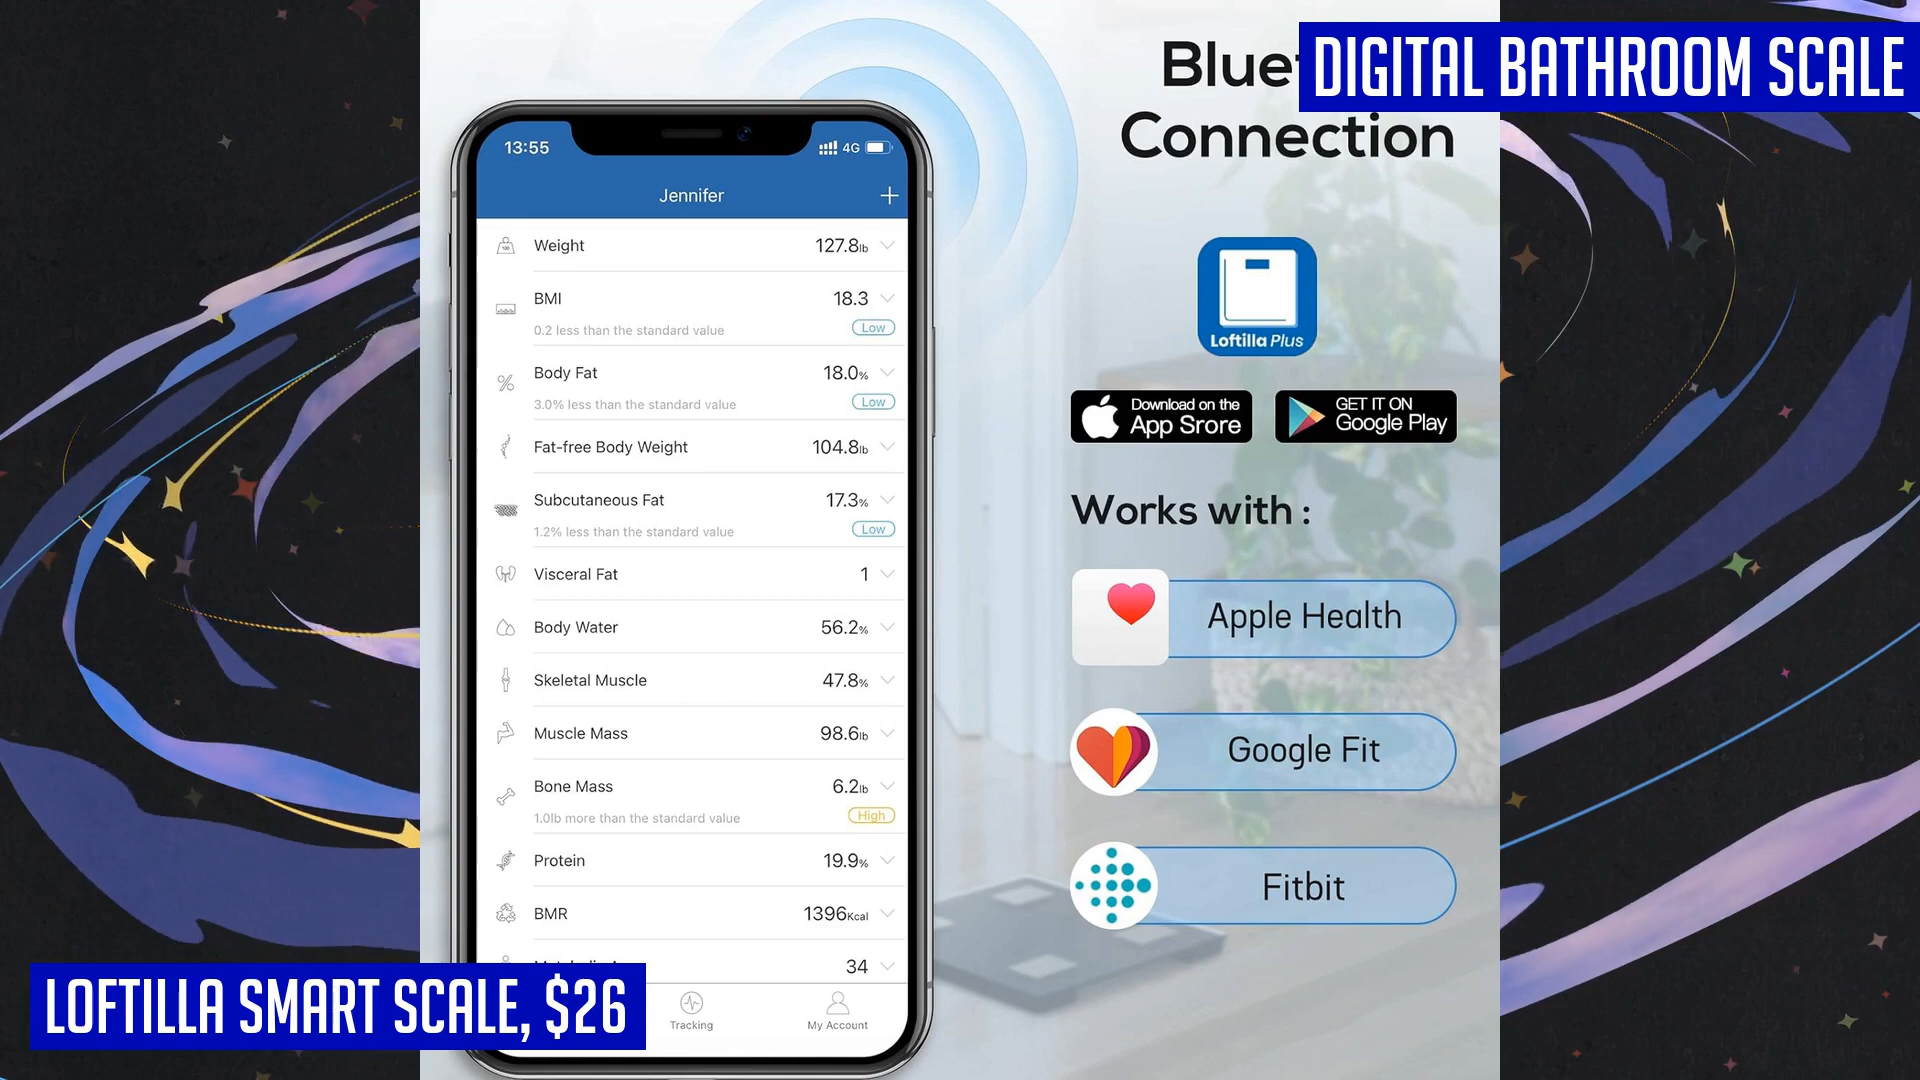 DIGITAL BATHROOM SCALE
Blue
Connection
13:55
4G
Jennifer
Weight 127.8lb
BMI 18.3
0.2 less than the standard value Low
Body Fat 18.0%
3.0% less than the standard value Low
Fat-free Body Weight 104.8lb
Subcutaneous Fat 17.3%
1.2% less than the standard value Low
Visceral Fat 1
Body Water 56.2%
Skeletal Muscle 47.8%
Muscle Mass 98.6lb
Bone Mass 6.2lb
1.0lb more than the standard value High
Protein 19.9%
BMR 1396Kcal
34
Tracking
My Account
Loftilla Plus
Download on the
App Srore
GET IT ON
Google Play
Works with :
Apple Health
Google Fit
Fitbit
LOFTILLA SMART SCALE, $26